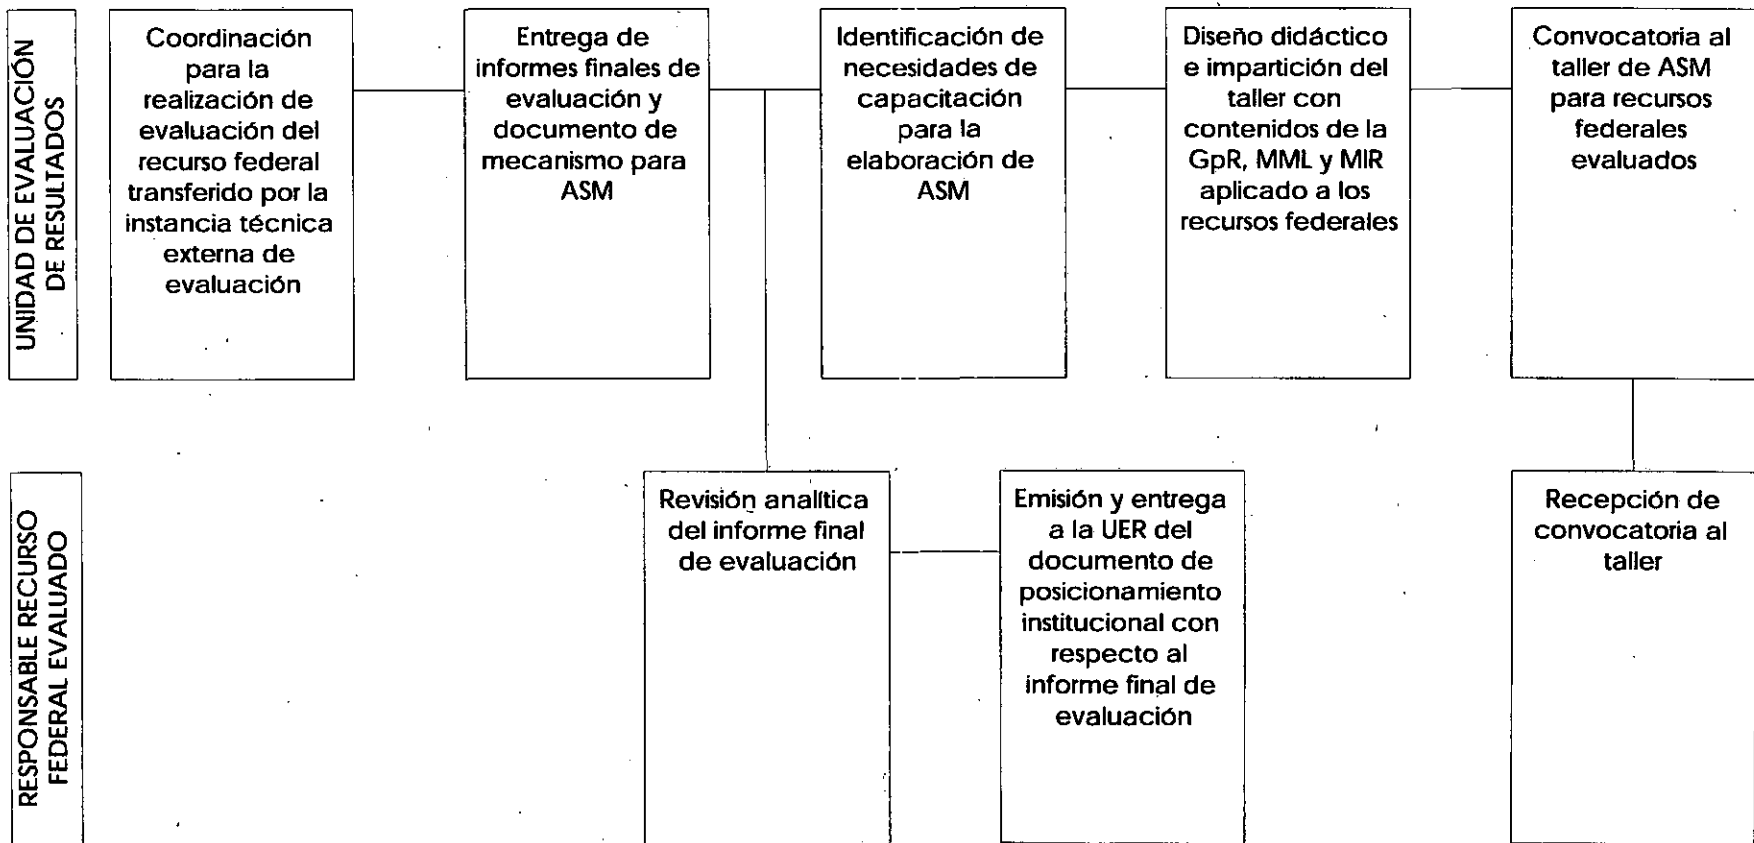 UNIDAD DE EVALUACIÓN
DE RESULTADOS
Coordinación
para la
realización de
evaluación del
recurso federal
transferido por la
instancia técnica
externa de
evaluación
Entrega de
informes finales de
evaluación y
documento de
mecanismo para
ASM
Identificación de
necesidades de
capacitación
para la
elaboración de
ASM
Diseño didáctico
e impartición del
taller con
contenidos de la
GpR, MML y MIR
aplicado a los
recursos federales
Convocatoria al
taller de ASM
para recursos
federales
evaluados
RESPONSABLE RECURSO
FEDERAL EVALUADO
Revisión analítica
del informe final
de evaluación
Emisión y entrega
a la UER del
documento de
posicionamiento
institucional con
respecto al
informe final de
evaluación
Recepción de
convocatoria al
taller